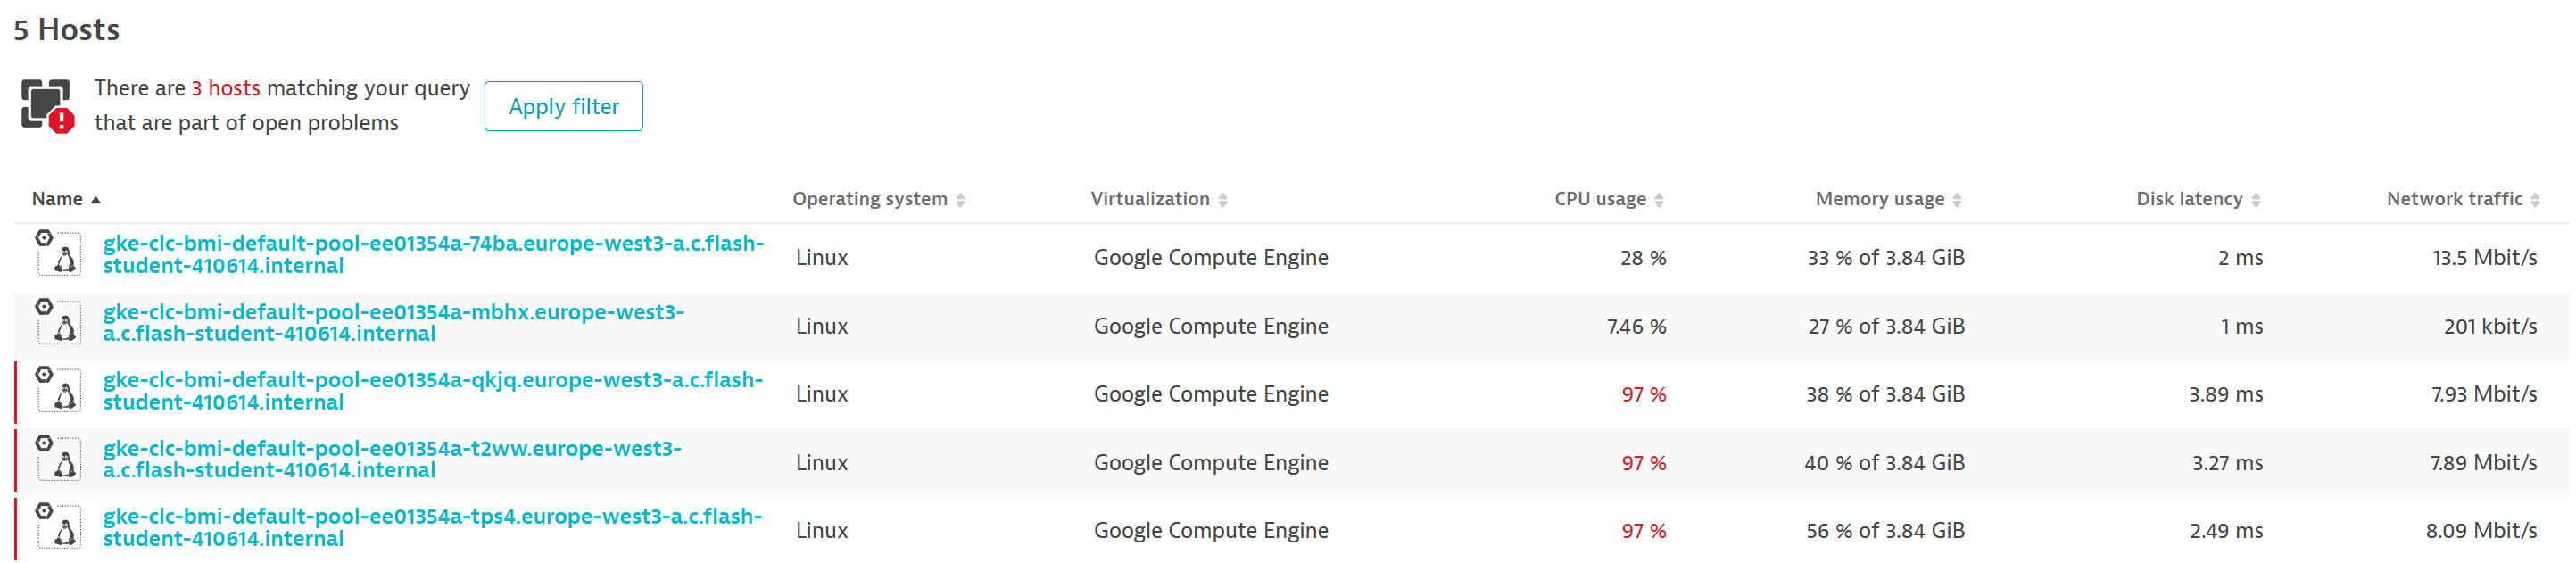 5 Hosts
There are 3 hosts matching your query
that are part of open problems
Apply filter
Name Operating system Virtualization CPU usage Memory usage Disk latency Network traffic
gke-clc-bmi-default-pool-ee01354a-74ba.europe-west3-a.c.flash-
student-410614.internal
Linux Google Compute Engine 28 % 33 % of 3.84 GiB 2 ms 13.5 Mbit/s
gke-clc-bmi-default-pool-ee01354a-mbhx.europe-west3-
a.c.flash-student-410614.internal
Linux Google Compute Engine 7.46 % 27 % of 3.84 GiB 1 ms 201 kbit/s
gke-clc-bmi-default-pool-ee01354a-qkjq.europe-west3-a.c.flash-
student-410614.internal
Linux Google Compute Engine 97 % 38 % of 3.84 GiB 3.89 ms 7.93 Mbit/s
gke-clc-bmi-default-pool-ee01354a-t2ww.europe-west3-
a.c.flash-student-410614.internal
Linux Google Compute Engine 97 % 40 % of 3.84 GiB 3.27 ms 7.89 Mbit/s
gke-clc-bmi-default-pool-ee01354a-tps4.europe-west3-a.c.flash-
student-410614.internal
Linux Google Compute Engine 97 % 56 % of 3.84 GiB 2.49 ms 8.09 Mbit/s